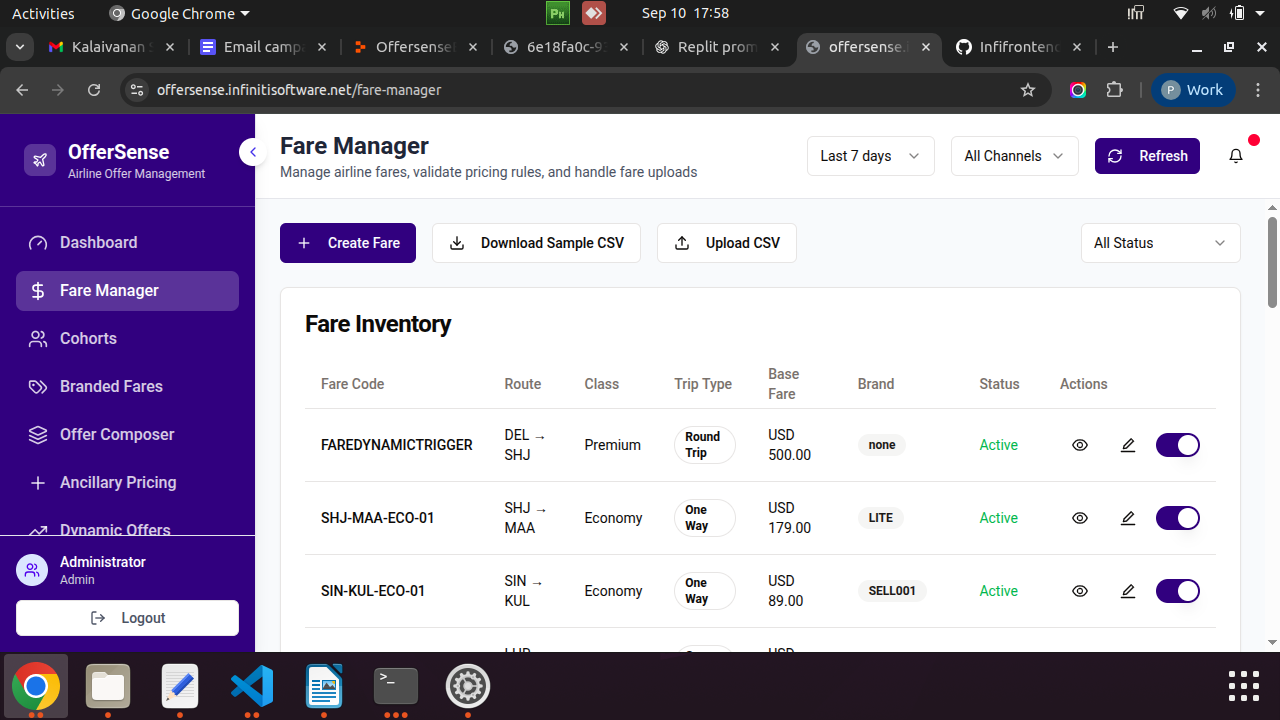 Activities
Google Chrome
Sep 10 17:58
Kalaivanan
Email camp
Offersense
6e18fa0c-9
Replit prom
offersense.
Infifrontend
offersense.infinitisoftware.net/fare-manager
P Work
OfferSense
Airline Offer Management
Fare Manager
Manage airline fares, validate pricing rules, and handle fare uploads
Last 7 days
All Channels
Refresh
Dashboard
Fare Manager
Cohorts
Branded Fares
Offer Composer
Ancillary Pricing
Dynamic Offers
Administrator
Admin
Logout
Create Fare
Download Sample CSV
Upload CSV
All Status
Fare Inventory
Fare Code Route Class Trip Type Base Fare Brand Status Actions
FAREDYNAMICTRIGGER DEL → SHJ Premium Round Trip USD 500.00 none Active
SHJ-MAA-ECO-01 SHJ → MAA Economy One Way USD 179.00 LITE Active
SIN-KUL-ECO-01 SIN → KUL Economy One Way USD 89.00 SELL001 Active